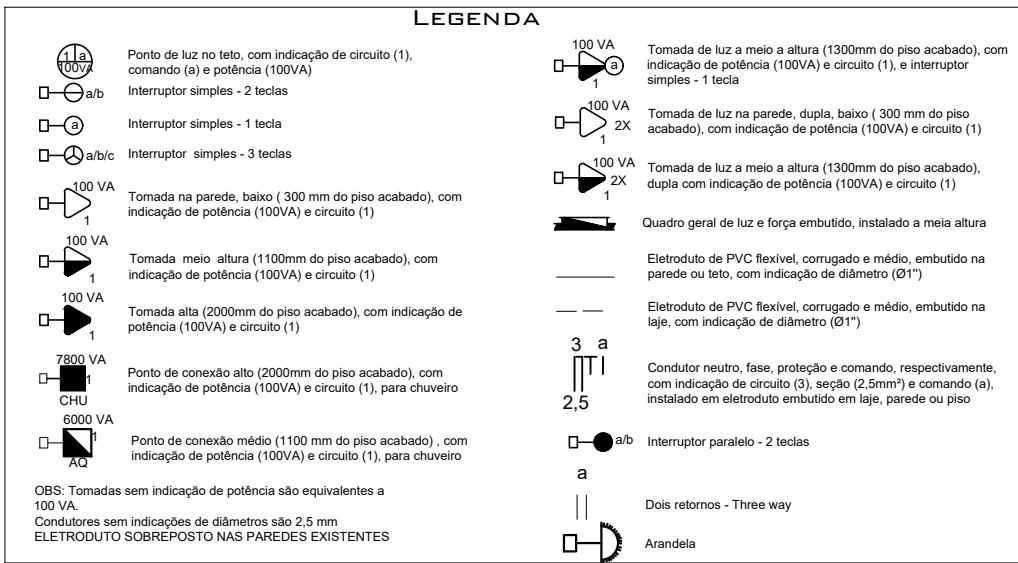 LEGENDA
1 a
100VA
Ponto de luz no teto, com indicação de circuito (1),
comando (a) e potência (100VA)
a/b
Interruptor simples - 2 teclas
a
Interruptor simples - 1 tecla
a/b/c
Interruptor simples - 3 teclas
100 VA
1
Tomada na parede, baixo ( 300 mm do piso acabado), com
indicação de potência (100VA) e circuito (1)
100 VA
1
Tomada meio altura (1100mm do piso acabado), com
indicação de potência (100VA) e circuito (1)
100 VA
1
Tomada alta (2000mm do piso acabado), com indicação de
potência (100VA) e circuito (1)
7800 VA
1
CHU
Ponto de conexão alto (2000mm do piso acabado), com
indicação de potência (100VA) e circuito (1), para chuveiro
6000 VA
1
AQ
Ponto de conexão médio (1100 mm do piso acabado) , com
indicação de potência (100VA) e circuito (1), para chuveiro
OBS: Tomadas sem indicação de potência são equivalentes a
100 VA.
Condutores sem indicações de diâmetros são 2,5 mm
ELETRODUTO SOBREPOSTO NAS PAREDES EXISTENTES
100 VA
a
1
Tomada de luz a meio a altura (1300mm do piso acabado), com
indicação de potência (100VA) e circuito (1), e interruptor
simples - 1 tecla
100 VA
2X
1
Tomada de luz na parede, dupla, baixo ( 300 mm do piso
acabado), com indicação de potência (100VA) e circuito (1)
100 VA
2X
1
Tomada de luz a meio a altura (1300mm do piso acabado),
dupla com indicação de potência (100VA) e circuito (1)
Quadro geral de luz e força embutido, instalado a meia altura
Eletroduto de PVC flexível, corrugado e médio, embutido na
parede ou teto, com indicação de diâmetro (Ø1")
Eletroduto de PVC flexível, corrugado e médio, embutido na
laje, com indicação de diâmetro (Ø1")
3 a
2,5
Condutor neutro, fase, proteção e comando, respectivamente,
com indicação de circuito (3), seção (2,5mm²) e comando (a),
instalado em eletroduto embutido em laje, parede ou piso
a/b
Interruptor paralelo - 2 teclas
a
Dois retornos - Three way
Arandela